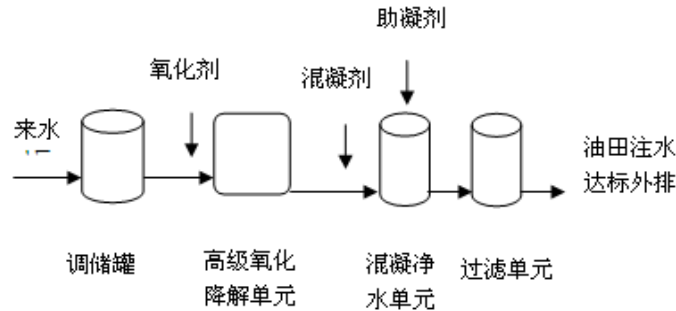 助凝剂
氧化剂
混凝剂
来水
油田注水
达标外排
调储罐
高级氧化
降解单元
混凝净
水单元
过滤单元